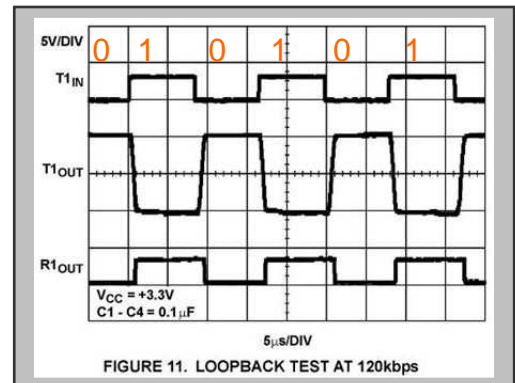 5V/DIV 0 1 0 1 0 1
T1IN
T1OUT
R1OUT
VCC = +3.3V
C1 - C4 = 0.1µF
5µs/DIV
FIGURE 11. LOOPBACK TEST AT 120kbps